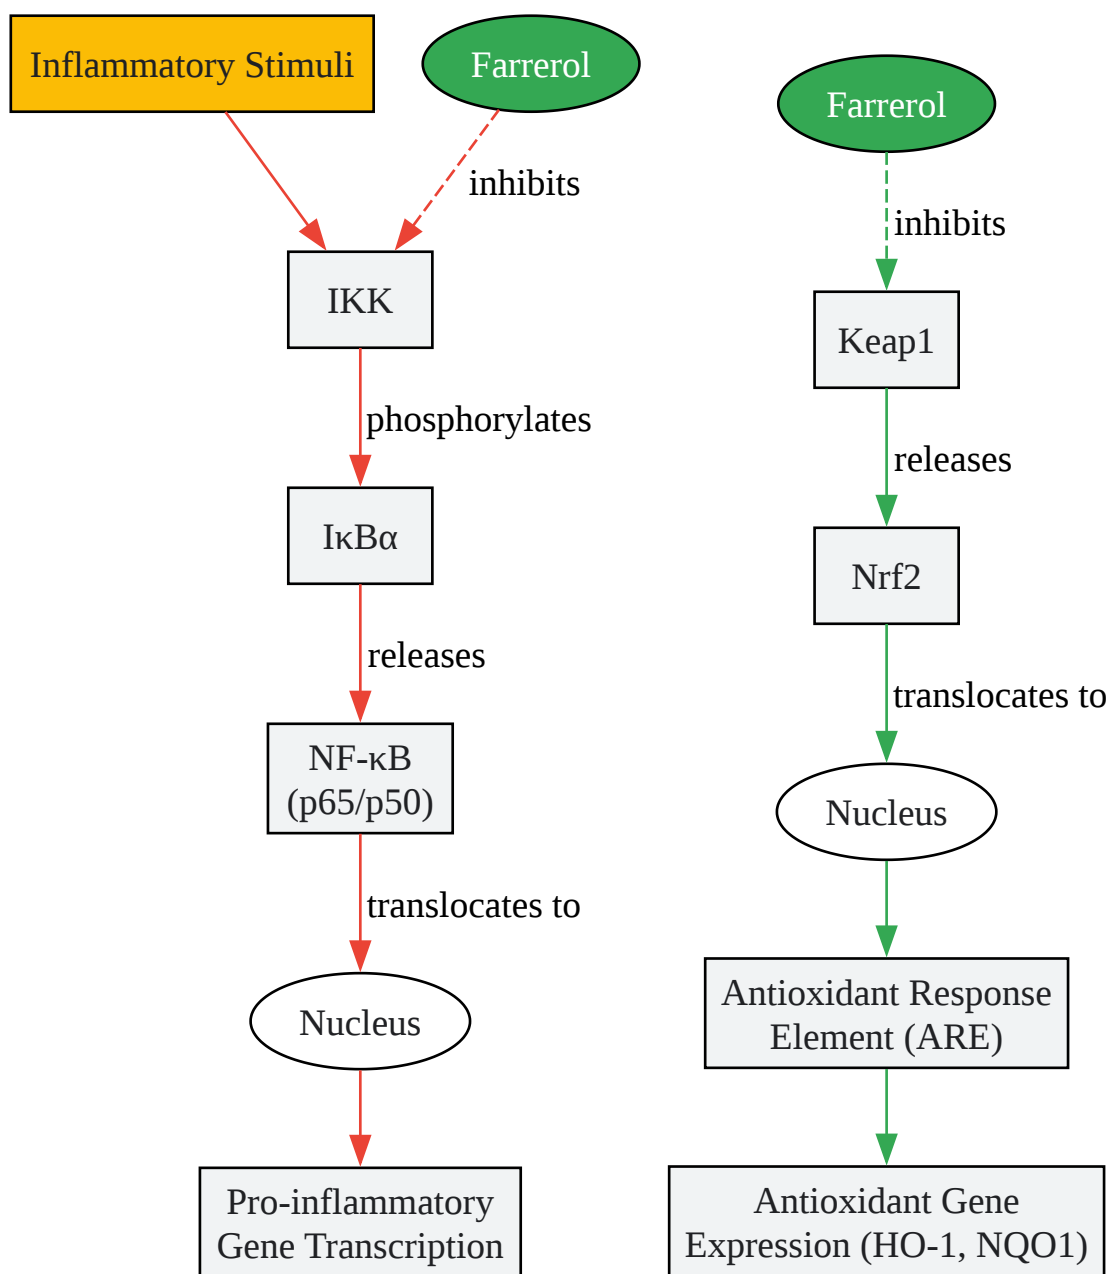 Inflammatory Stimuli
Farrerol
inhibits
IKK
phosphorylates
IκBα
releases
NF-κB
(p65/p50)
translocates to
Nucleus
Pro-inflammatory
Gene Transcription
Farrerol
inhibits
Keap1
releases
Nrf2
translocates to
Nucleus
Antioxidant Response
Element (ARE)
Antioxidant Gene
Expression (HO-1, NQO1)